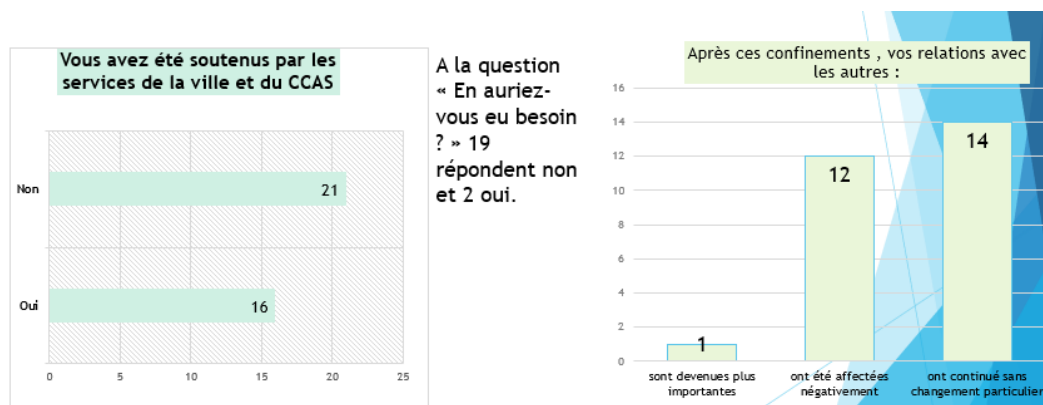 Vous avez été soutenus par les
services de la ville et du CCAS
Non
21
Oui
16
0 5 10 15 20 25
A la question
« En auriez-
vous eu besoin
? » 19
répondent non
et 2 oui.
Après ces confinements , vos relations avec
les autres :
16
14
12
10
8
6
4
2
0
1
12
14
sont devenues plus
importantes
ont été affectées
négativement
ont continué sans
changement particulier